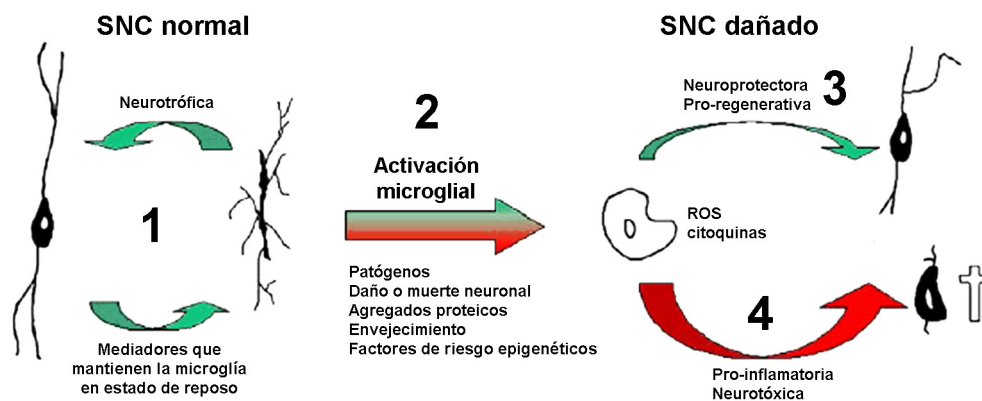 SNC normal
Neurotrófica
1
Mediadores que
mantienen la microglía
en estado de reposo
2
Activación
microglial
Patógenos
Daño o muerte neuronal
Agregados proteicos
Envejecimiento
Factores de riesgo epigenéticos
SNC dañado
Neuroprotectora
Pro-regenerativa
3
ROS
citoquinas
4
Pro-inflamatoria
Neurotóxica